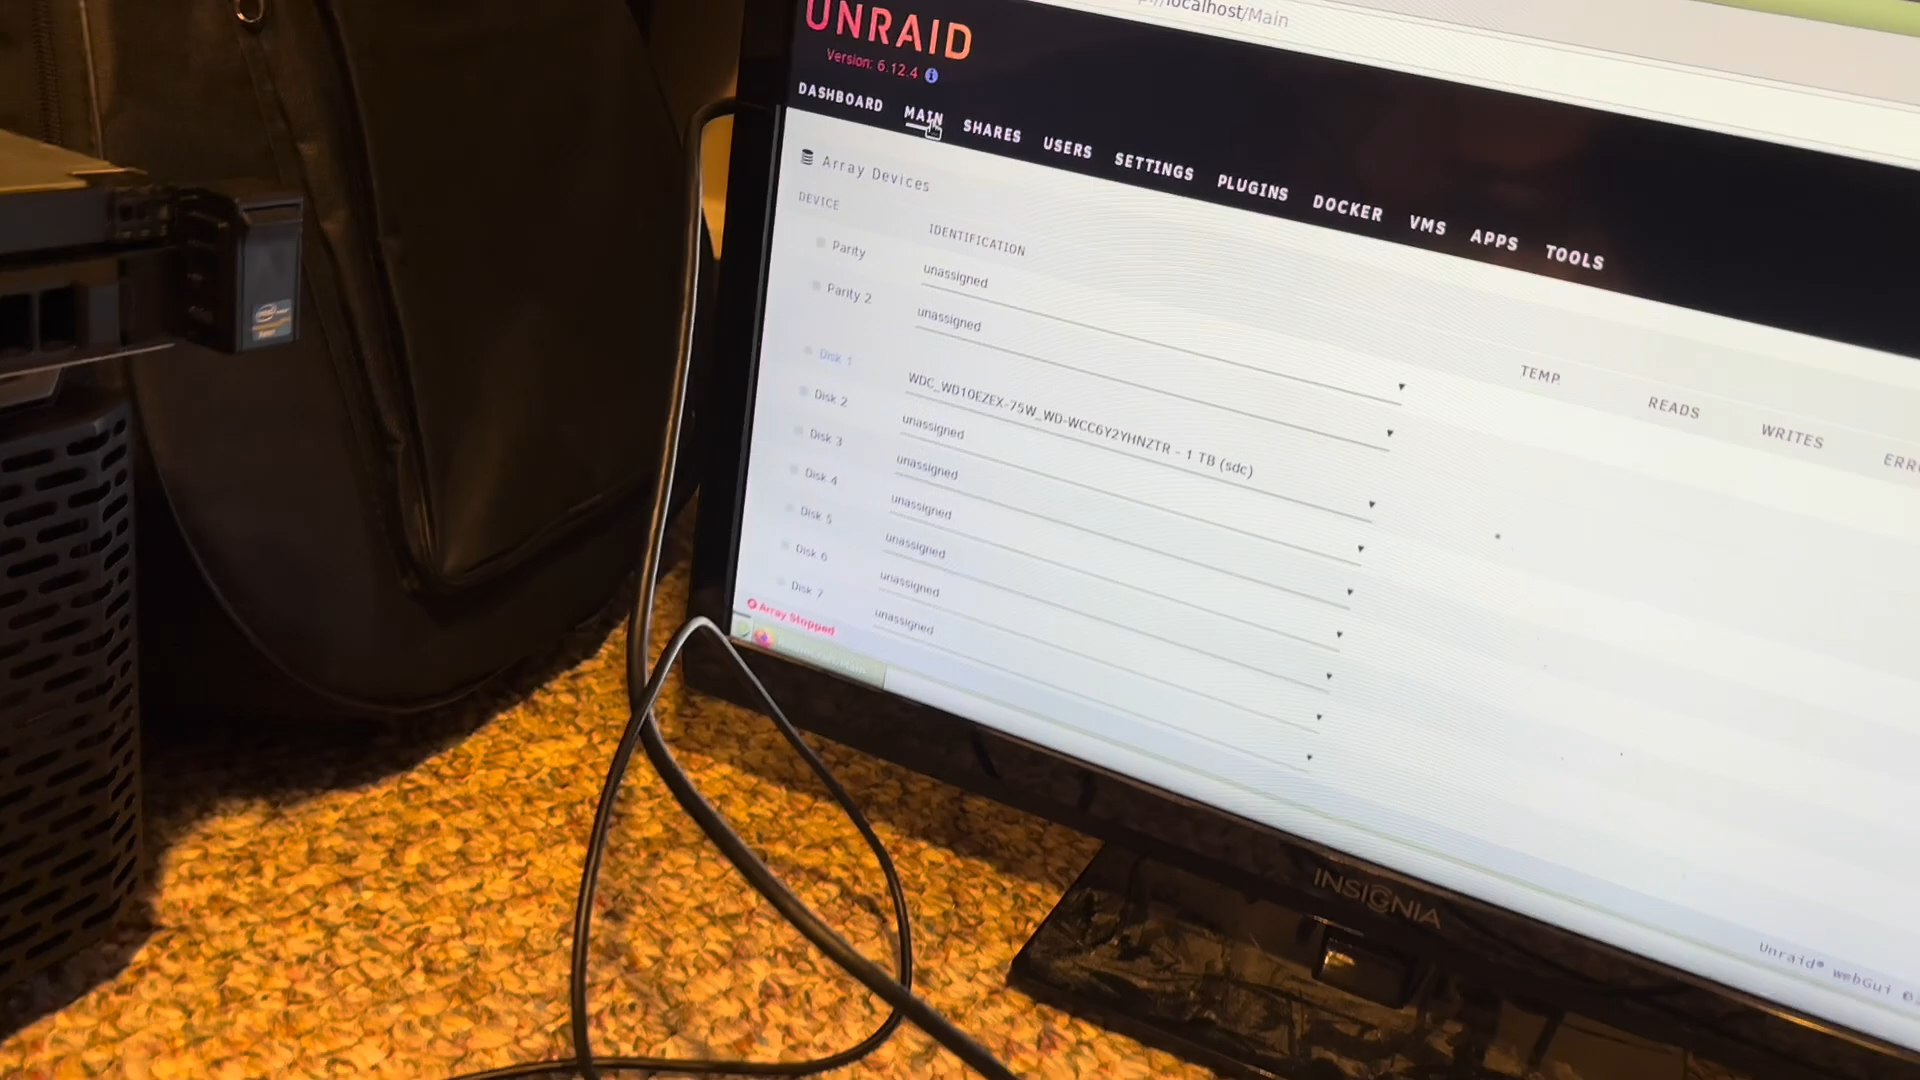 localhost/Main
UNRAID
Version: 6.12.4
DASHBOARD MAIN SHARES USERS SETTINGS PLUGINS DOCKER VMS APPS TOOLS
Array Devices
DEVICE IDENTIFICATION TEMP. READS WRITES
Parity unassigned
Parity 2 unassigned
Disk 1 WDC_WD10EZEX-75W_WD-WCC6Y2YHNZTR - 1 TB (sdc)
Disk 2 unassigned
Disk 3 unassigned
Disk 4 unassigned
Disk 5 unassigned
Disk 6 unassigned
Disk 7 unassigned
Array Stopped
Unraid® webGui ©
INSIGNIA